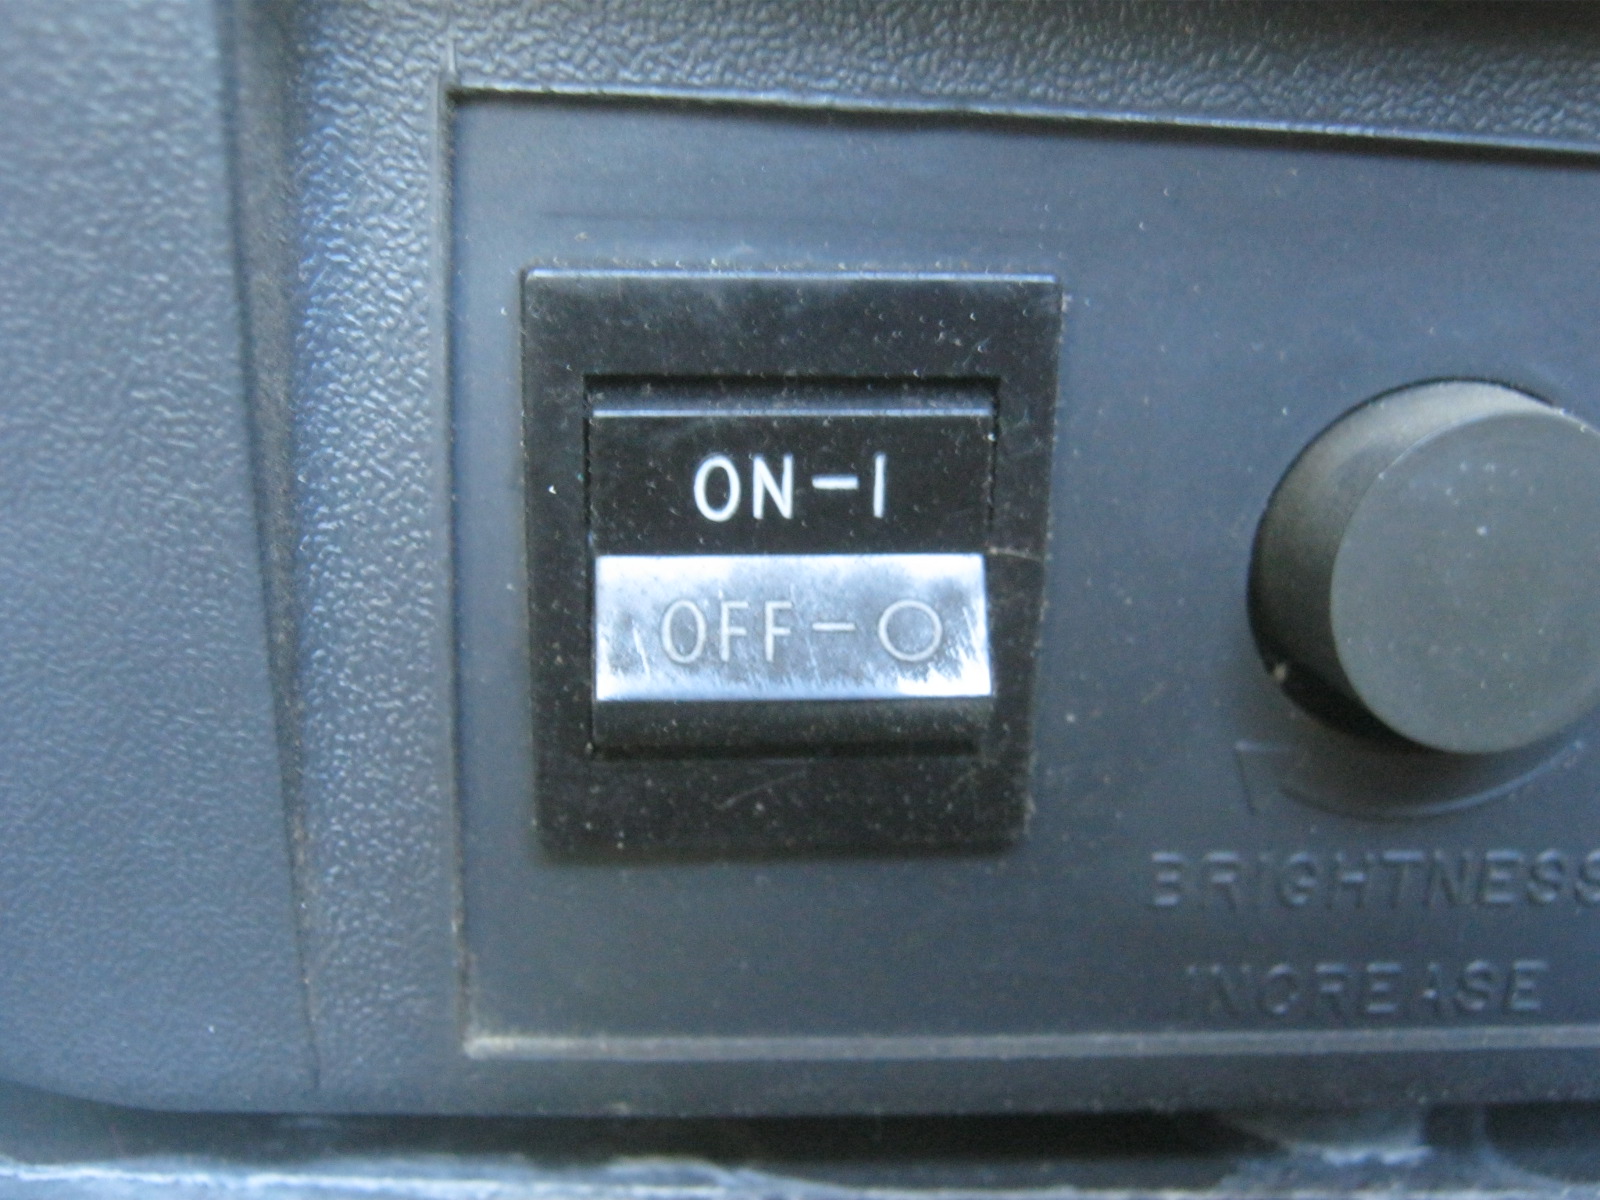 ON-I
OFF-O
BRIGHTNESS
INCREASE